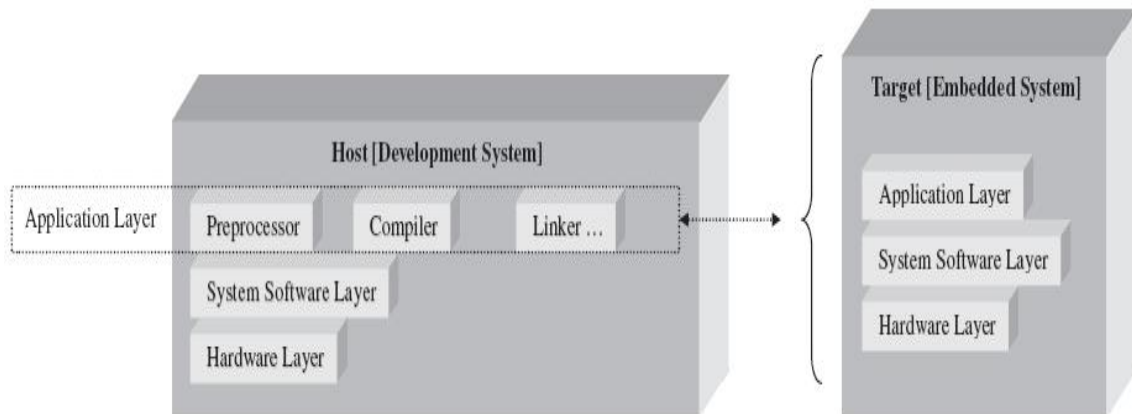 Host [Development System]
Application Layer
Preprocessor
Compiler
Linker ...
System Software Layer
Hardware Layer
Target [Embedded System]
Application Layer
System Software Layer
Hardware Layer